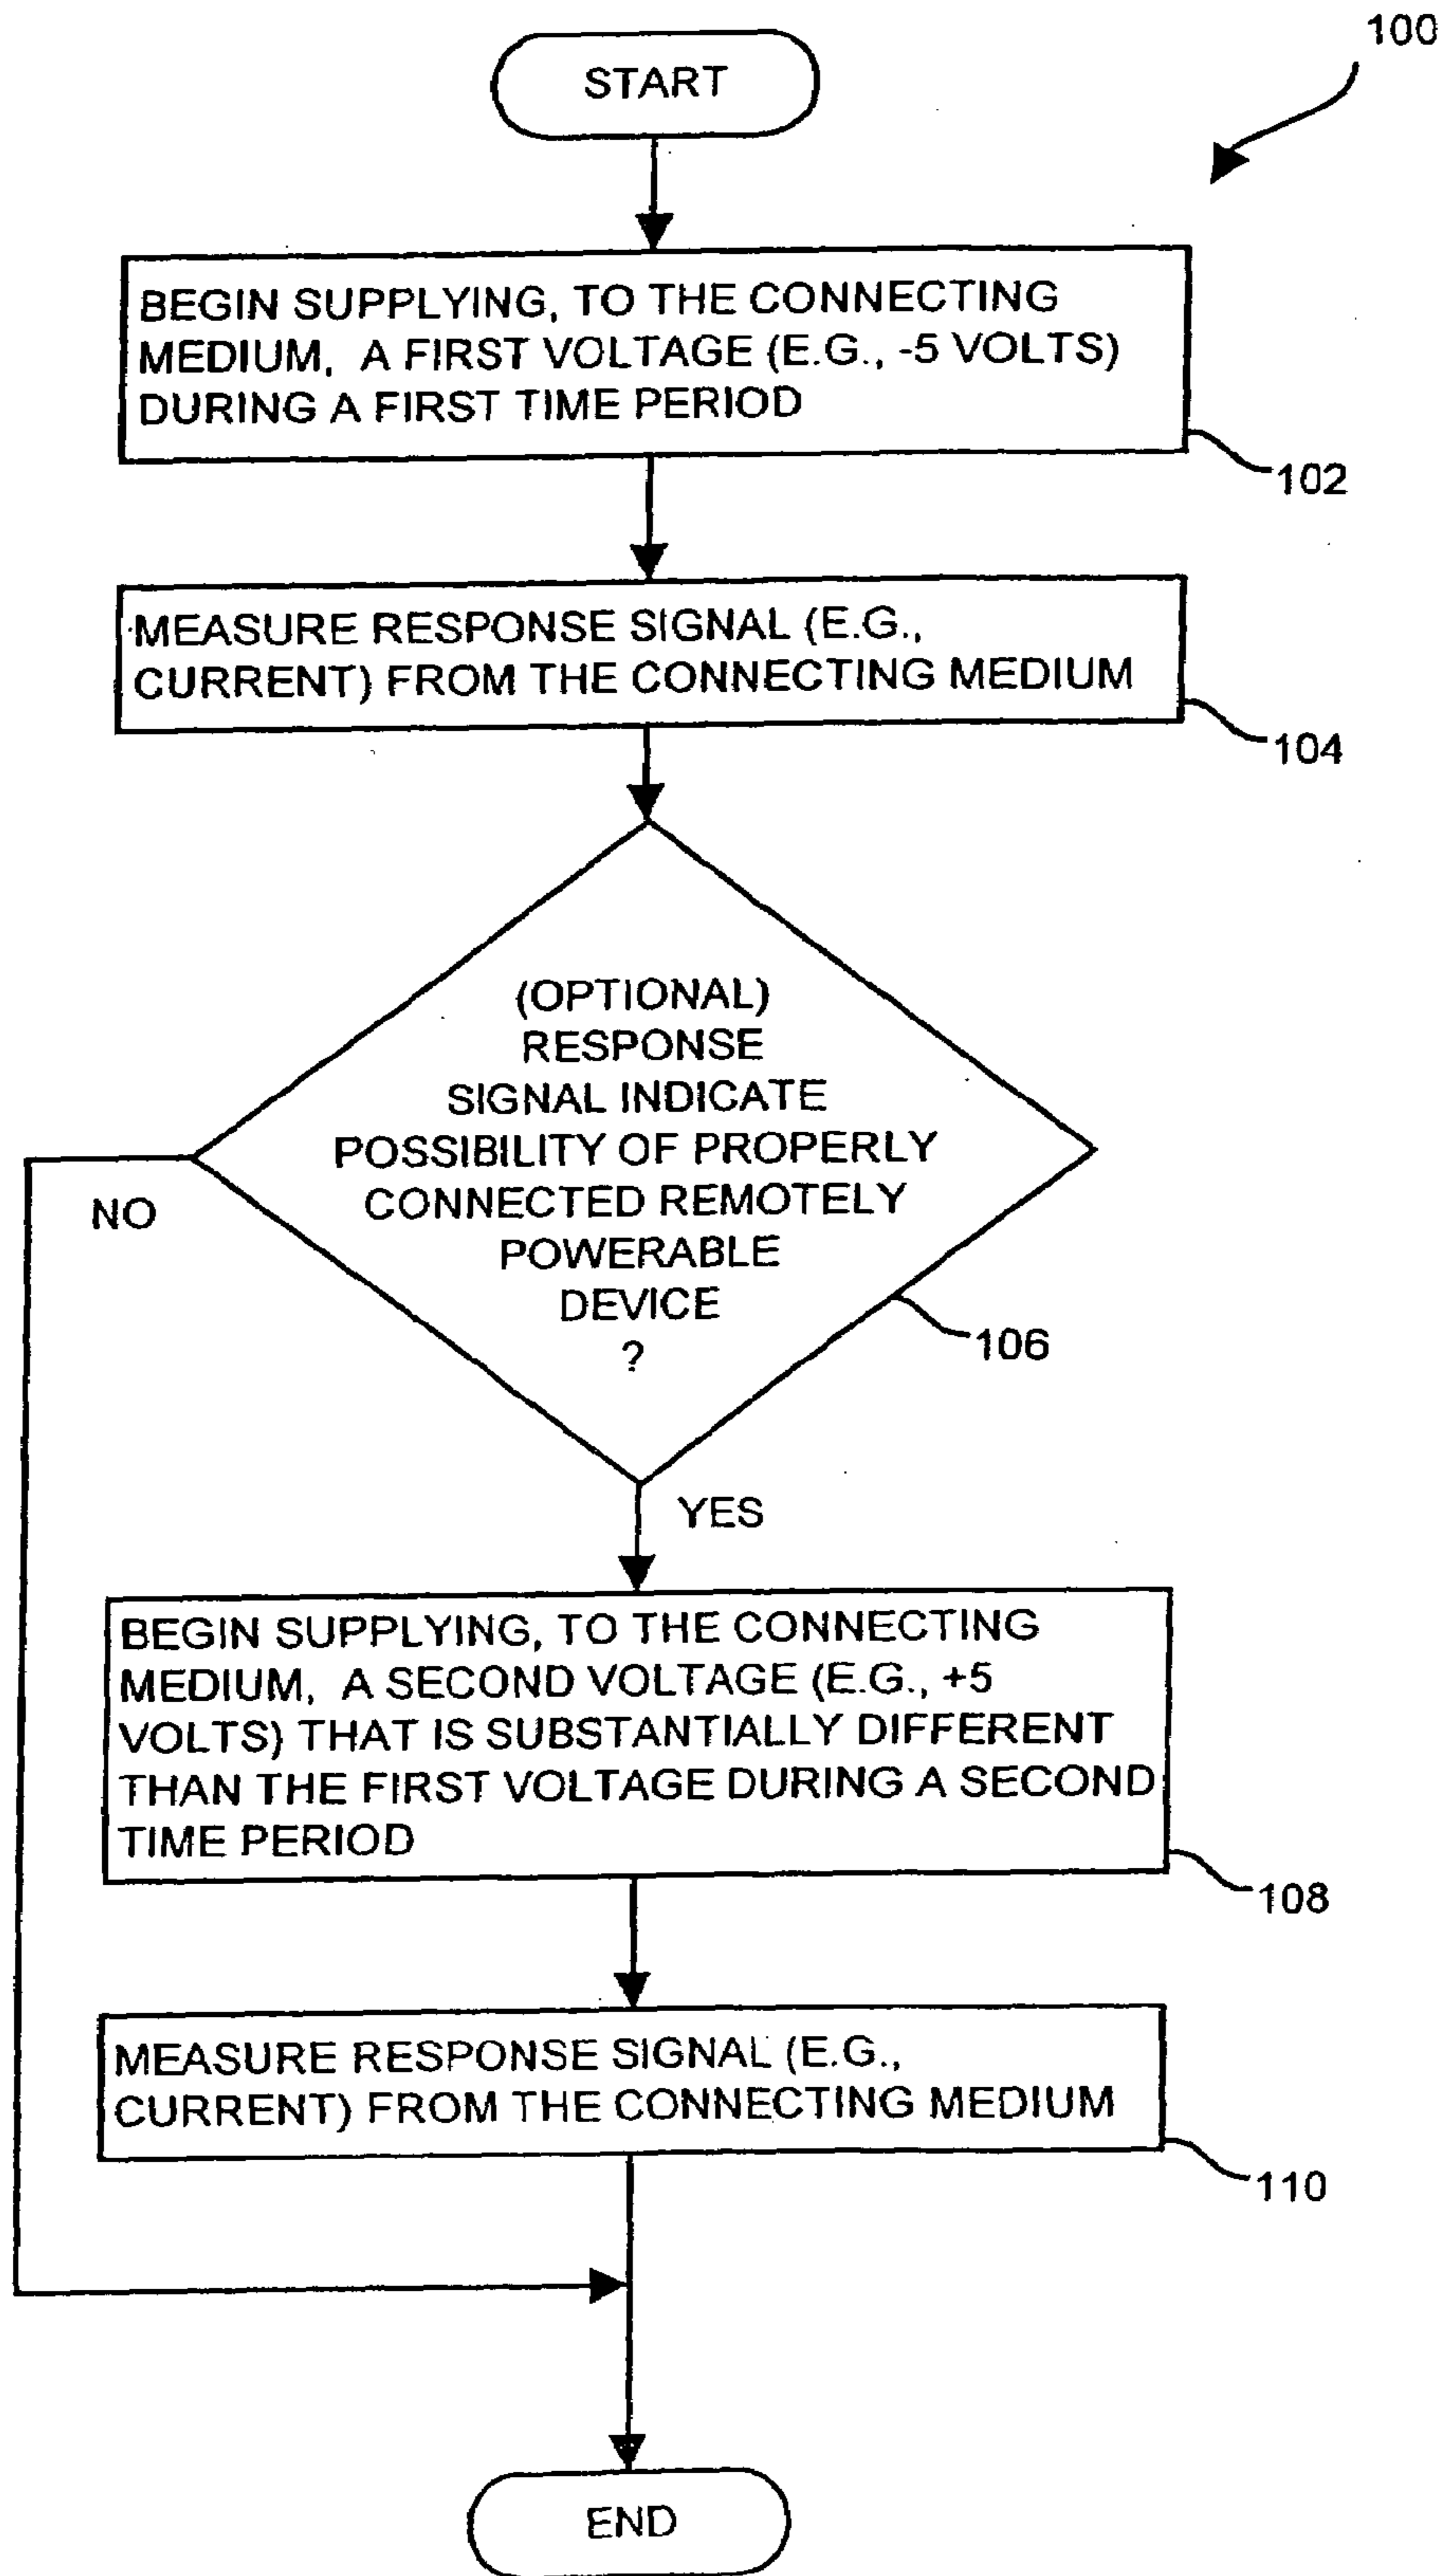 100
START
BEGIN SUPPLYING, TO THE CONNECTING
MEDIUM, A FIRST VOLTAGE (E.G., -5 VOLTS)
DURING A FIRST TIME PERIOD
102
MEASURE RESPONSE SIGNAL (E.G.,
CURRENT) FROM THE CONNECTING MEDIUM
104
(OPTIONAL)
RESPONSE
SIGNAL INDICATE
POSSIBILITY OF PROPERLY
CONNECTED REMOTELY
POWERABLE
DEVICE
?
106
NO
YES
BEGIN SUPPLYING, TO THE CONNECTING
MEDIUM, A SECOND VOLTAGE (E.G., +5
VOLTS) THAT IS SUBSTANTIALLY DIFFERENT
THAN THE FIRST VOLTAGE DURING A SECOND
TIME PERIOD
108
MEASURE RESPONSE SIGNAL (E.G.,
CURRENT) FROM THE CONNECTING MEDIUM
110
END